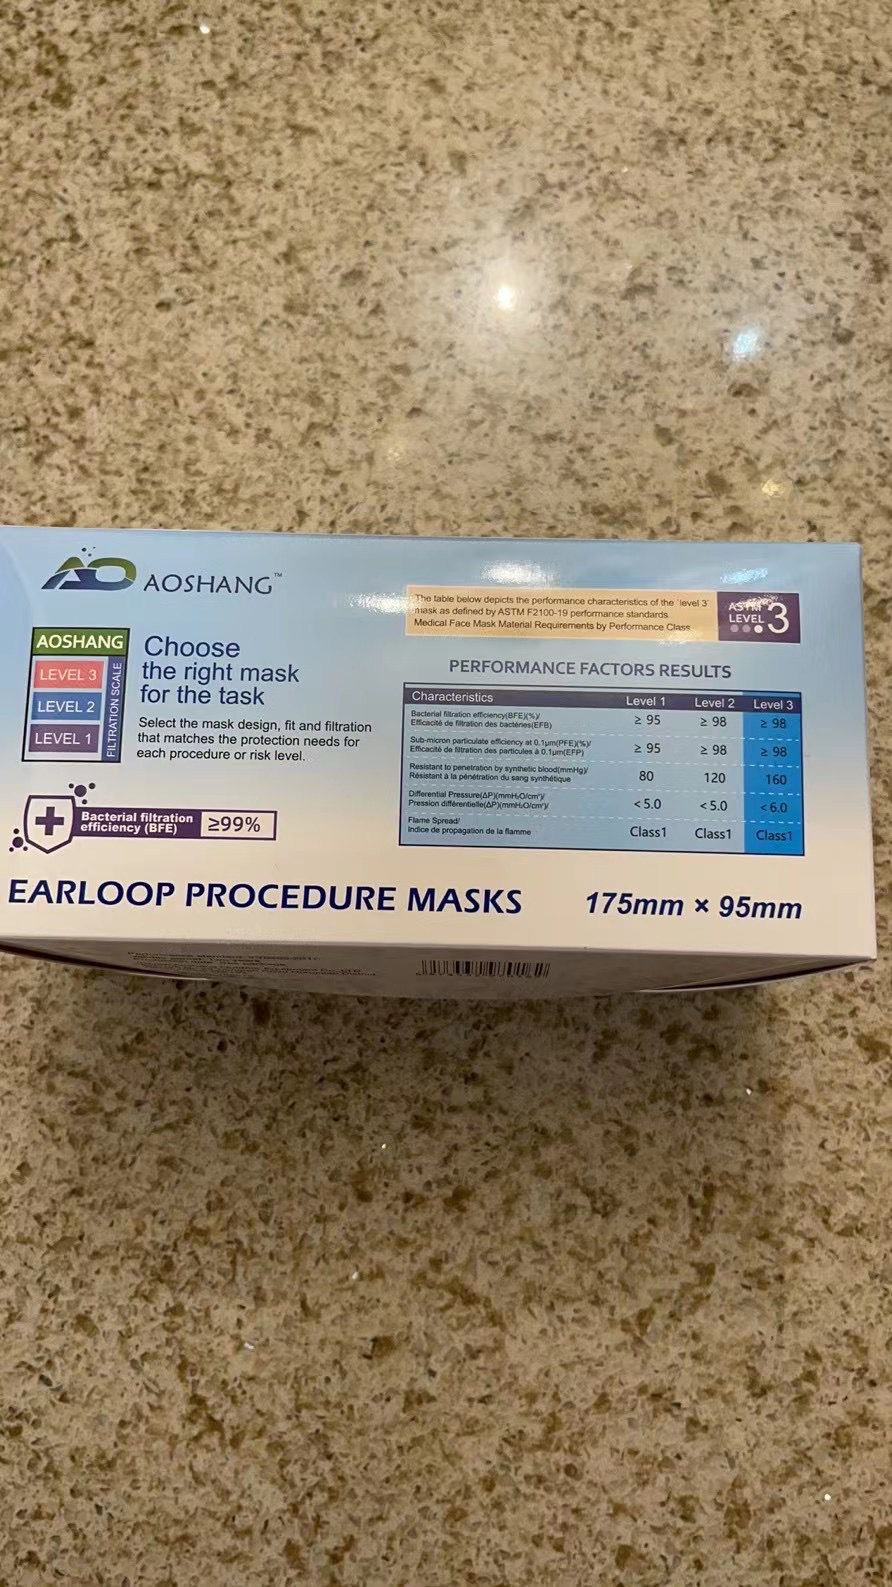 AOSHANG™
AOSHANG
LEVEL 3
LEVEL 2
LEVEL 1
FILTRATION SCALE
Choose
the right mask
for the task
Select the mask design, fit and filtration
that matches the protection needs for
each procedure or risk level.
Bacterial filtration
efficiency (BFE)
≥99%
The table below depicts the performance characteristics of the `level 3`
mask as defined by ASTM F2100-19 performance standards
Medical Face Mask Material Requirements by Performance Class
ASTM
LEVEL 3
PERFORMANCE FACTORS RESULTS
Characteristics Level 1 Level 2 Level 3
Bacterial filtration efficiency(BFE)(%)/
Efficacité de filtration des bactéries(EFB)
≥ 95 ≥ 98 ≥ 98
Sub-micron particulate efficiency at 0.1μm(PFE)(%)/
Efficacité de filtration des particules à 0.1μm(EFP)
≥ 95 ≥ 98 ≥ 98
Resistant to penetration by synthetic blood(mmHg)/
Résistant à la pénétration du sang synthétique
80 120 160
Differential Pressure(ΔP)(mmH₂O/cm²)/
Pression différentielle(ΔP)(mmH₂O/cm²)/
< 5.0 < 5.0 < 6.0
Flame Spread/
Indice de propagation de la flamme
Class1 Class1 Class1
EARLOOP PROCEDURE MASKS
175mm × 95mm